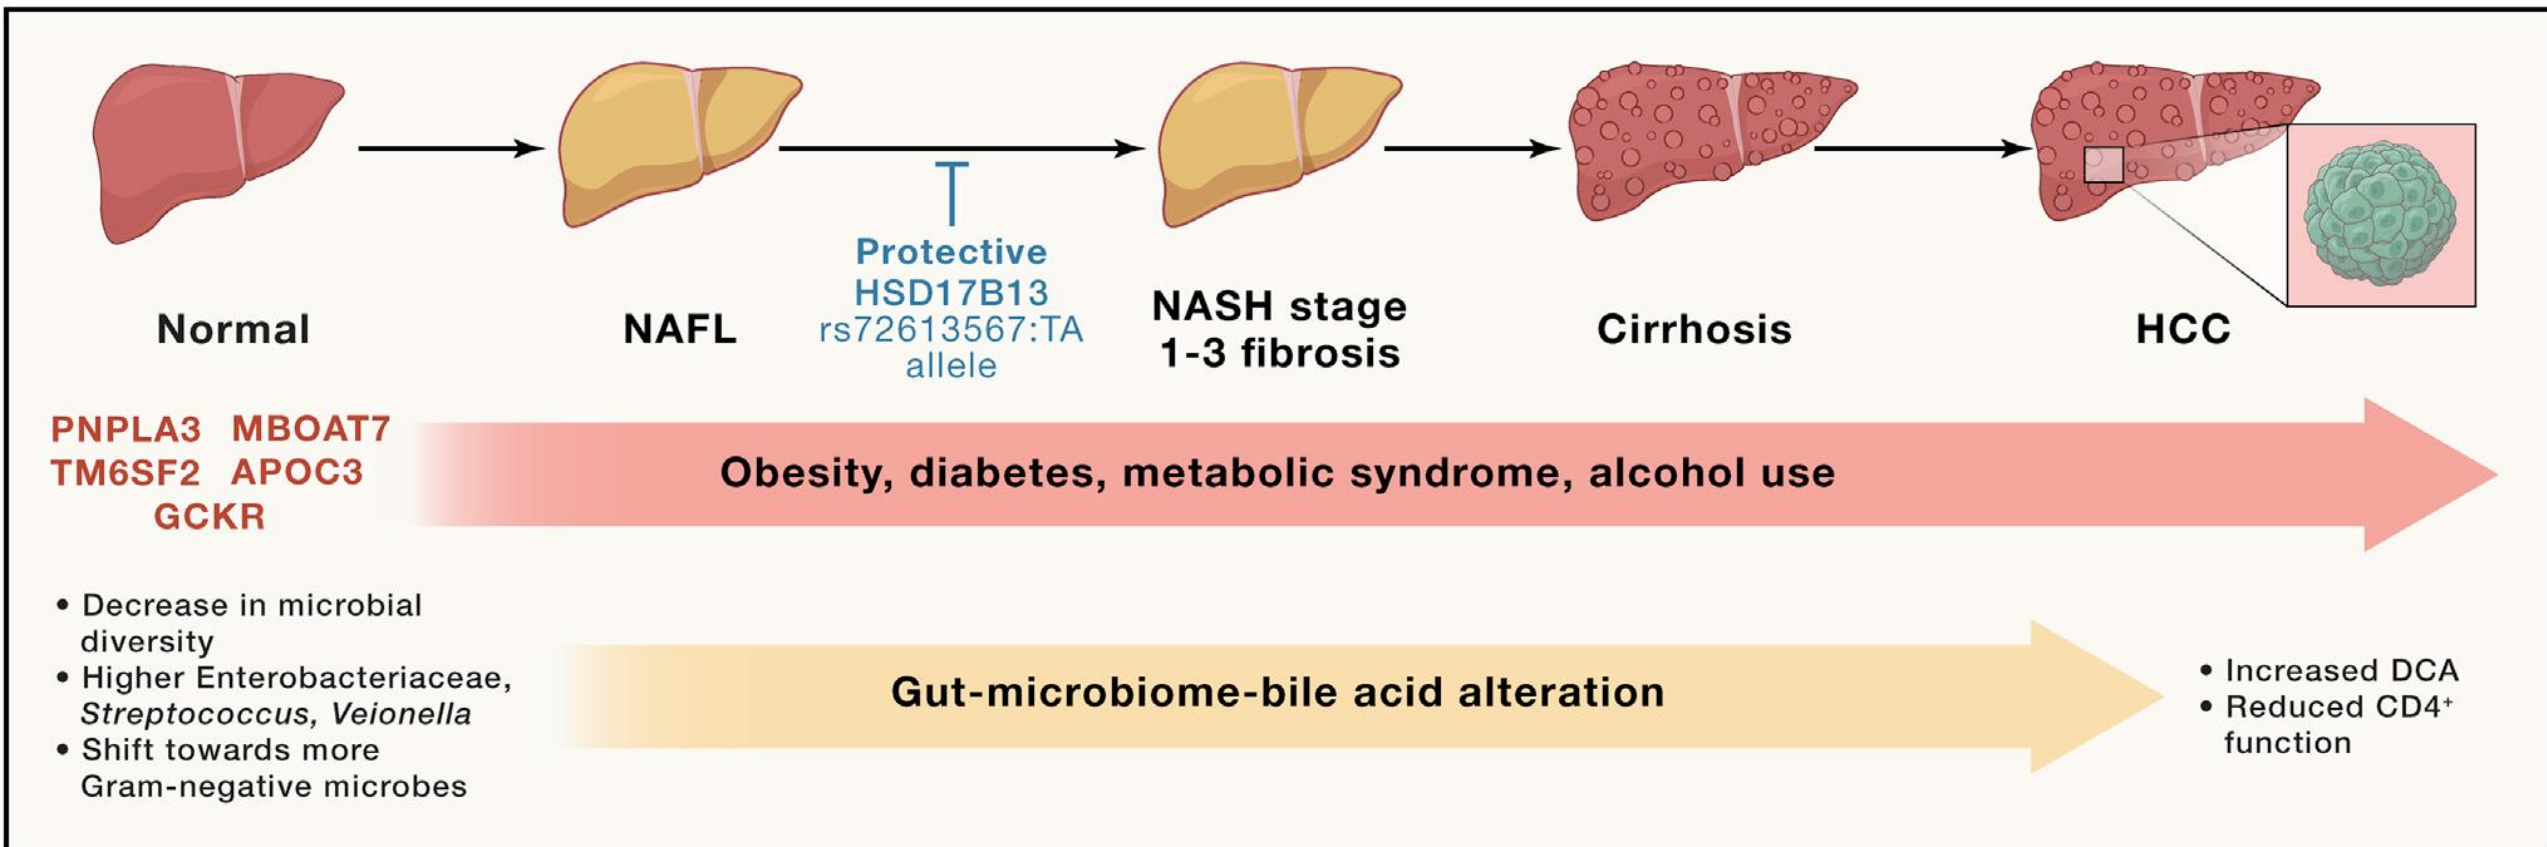 Protective
HSD17B13
rs72613567:TA
allele
Normal
NAFL
NASH stage
1-3 fibrosis
Cirrhosis
HCC
PNPLA3 MBOAT7
TM6SF2 APOC3
GCKR
Obesity, diabetes, metabolic syndrome, alcohol use
• Decrease in microbial
diversity
• Higher Enterobacteriaceae,
Streptococcus, Veionella
• Shift towards more
Gram-negative microbes
Gut-microbiome-bile acid alteration
• Increased DCA
• Reduced CD4⁺
function